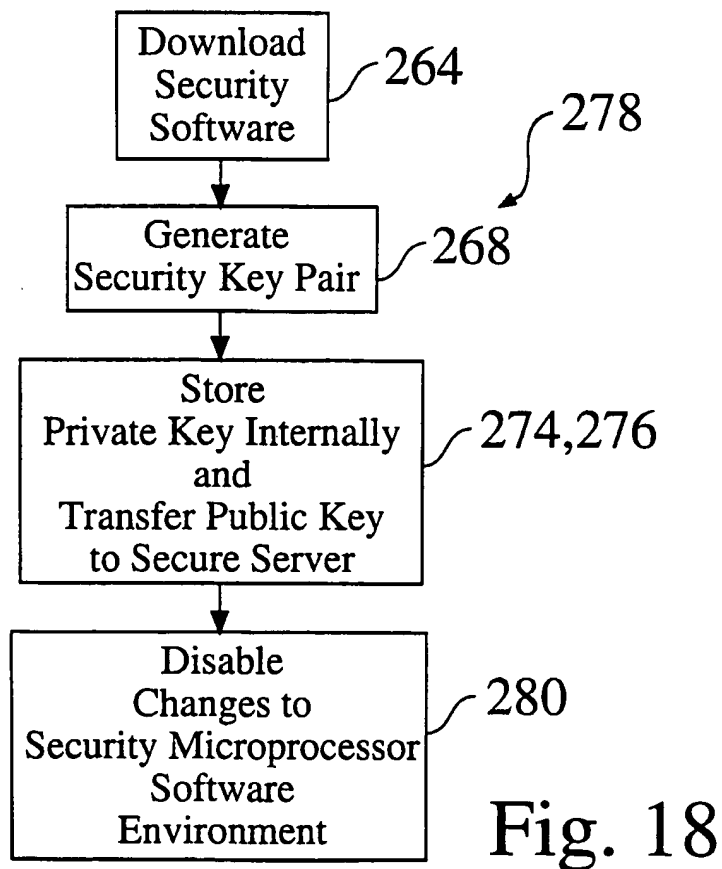 Download
Security
Software
264
278
Generate
Security Key Pair
268
Store
Private Key Internally
and
Transfer Public Key
to Secure Server
274,276
Disable
Changes to
Security Microprocessor
Software
Environment
280
Fig. 18